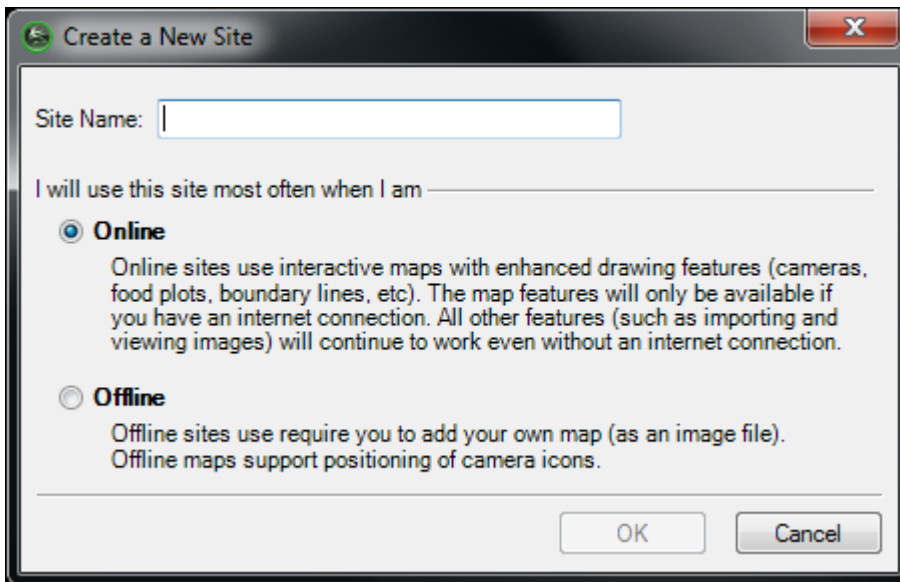 Create a New Site
Site Name:
I will use this site most often when I am
Online
Online sites use interactive maps with enhanced drawing features (cameras,
food plots, boundary lines, etc). The map features will only be available if
you have an internet connection. All other features (such as importing and
viewing images) will continue to work even without an internet connection.
Offline
Offline sites use require you to add your own map (as an image file).
Offline maps support positioning of camera icons.
OK
Cancel